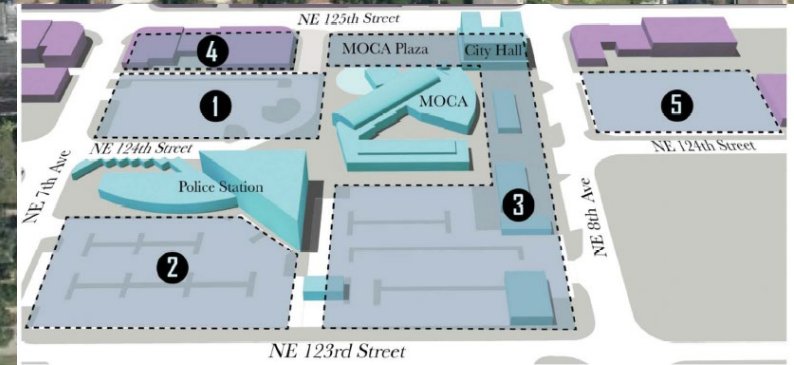 NE 125th Street
4
MOCA Plaza
City Hall
1
MOCA
5
NE 124th Street
NE 124th Street
NE 7th Ave
Police Station
3
NE 8th Ave
2
NE 123rd Street